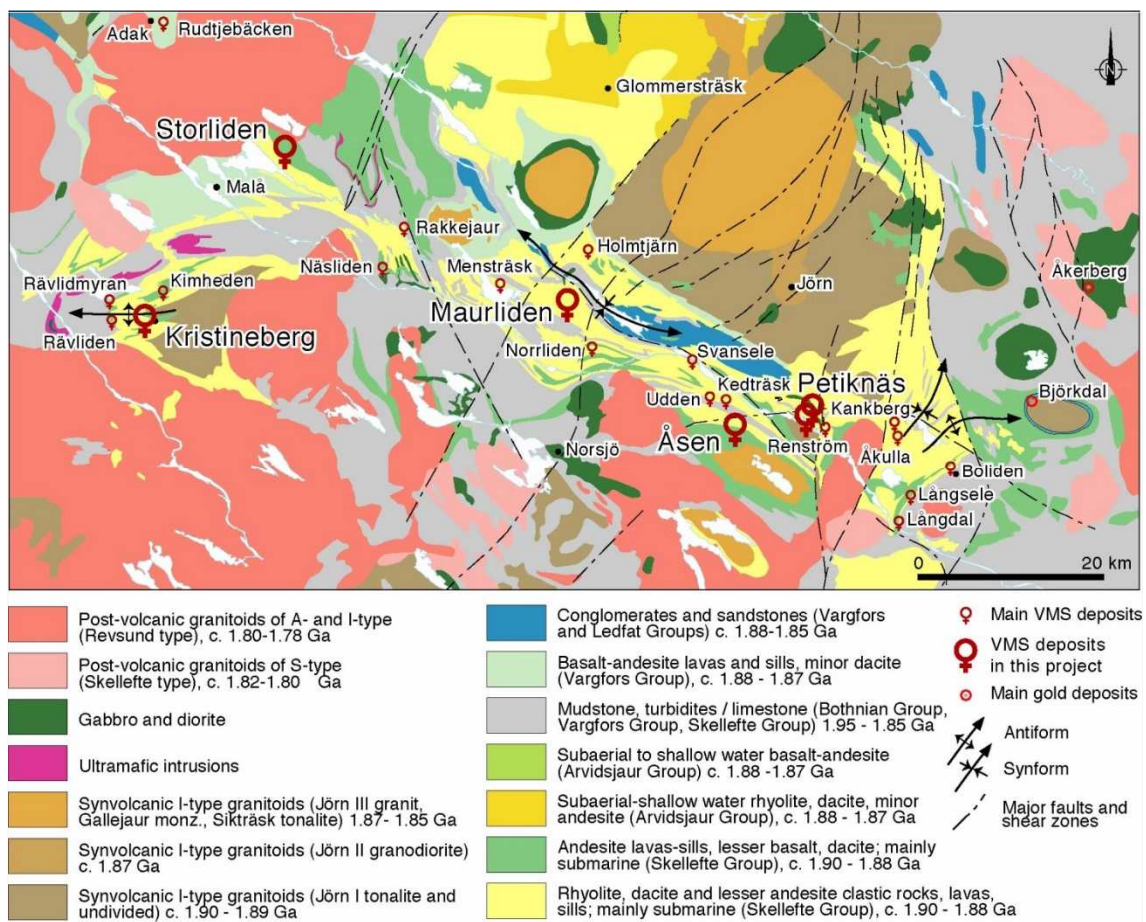 Adak
Rudtjebäcken
Glommersträsk
N
Storliden
Malå
Rakkejaur
Holmtjärn
Åkerberg
Rävlidmyran
Kimheden
Näsliden
Mensträsk
Jörn
Maurliden
Rävliden
Kristineberg
Norrliden
Svansele
Kedträsk
Petiknäs
Björkdal
Udden
Kankberg
Åsen
Renström
Åkulla
Norsjö
Boliden
Långsele
Långdal
0 20 km
Post-volcanic granitoids of A- and I-type
(Revsund type), c. 1.80-1.78 Ga
Post-volcanic granitoids of S-type
(Skellefte type), c. 1.82-1.80 Ga
Gabbro and diorite
Ultramafic intrusions
Synvolcanic I-type granitoids (Jörn III granit,
Gallejaur monz., Sikträsk tonalite) 1.87- 1.85 Ga
Synvolcanic I-type granitoids (Jörn II granodiorite)
c. 1.87 Ga
Synvolcanic I-type granitoids (Jörn I tonalite and
undivided) c. 1.90 - 1.89 Ga
Conglomerates and sandstones (Vargfors
and Ledfat Groups) c. 1.88-1.85 Ga
Basalt-andesite lavas and sills, minor dacite
(Vargfors Group), c. 1.88 - 1.87 Ga
Mudstone, turbidites / limestone (Bothnian Group,
Vargfors Group, Skellefte Group) 1.95 - 1.85 Ga
Subaerial to shallow water basalt-andesite
(Arvidsjaur Group) c. 1.88 -1.87 Ga
Subaerial-shallow water rhyolite, dacite, minor
andesite (Arvidsjaur Group), c. 1.88 - 1.87 Ga
Andesite lavas-sills, lesser basalt, dacite; mainly
submarine (Skellefte Group), c. 1.90 - 1.88 Ga
Rhyolite, dacite and lesser andesite clastic rocks, lavas,
sills; mainly submarine (Skellefte Group), c. 1.90 - 1.88 Ga
Main VMS deposits
VMS deposits
in this project
Main gold deposits
Antiform
Synform
Major faults and
shear zones